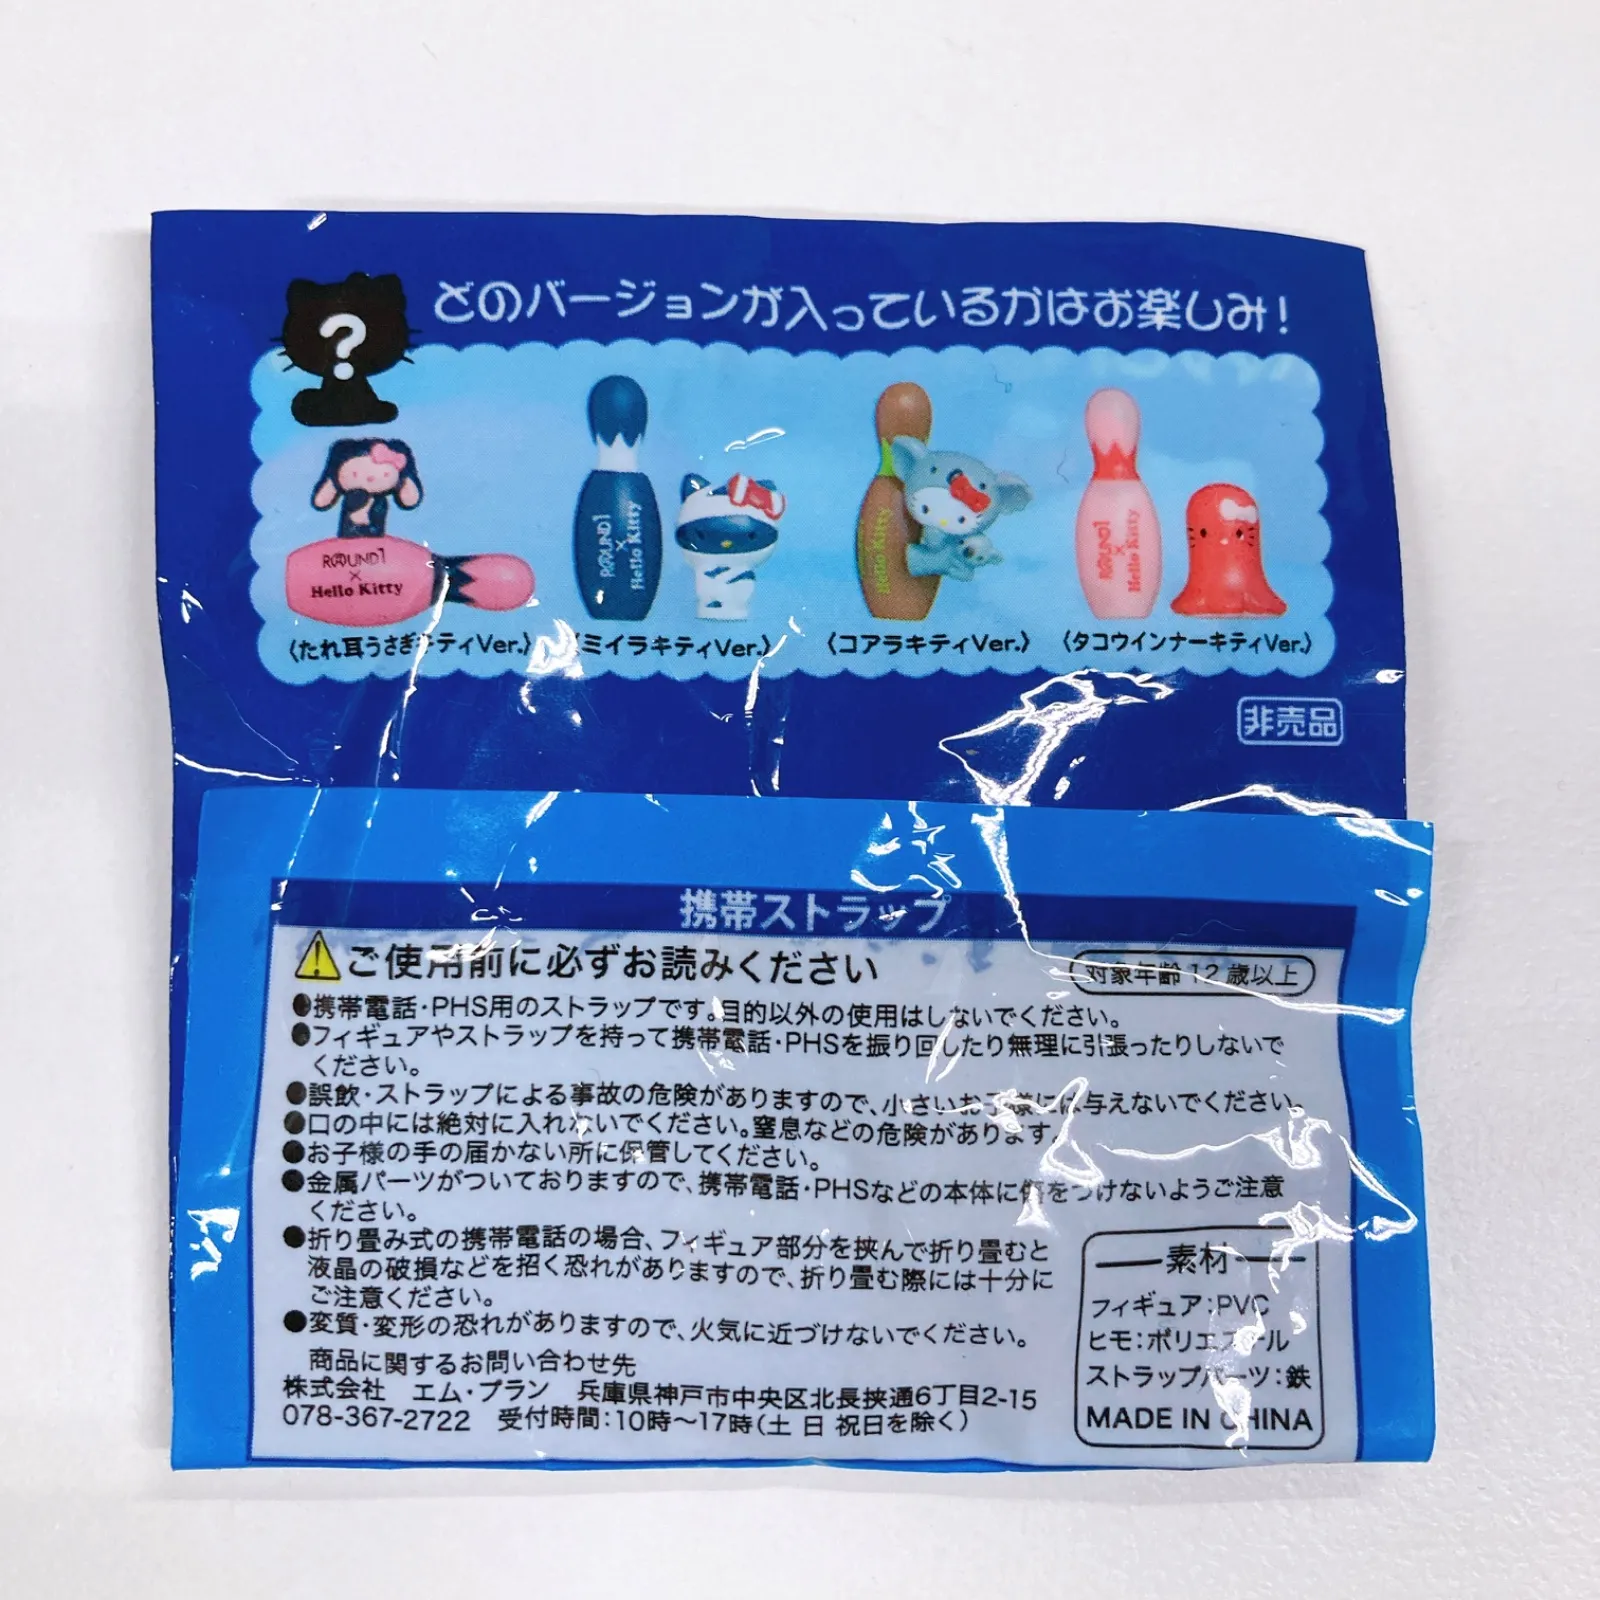 ?
どのバージョンが入っているかはお楽しみ!
ROUND1
×
Hello Kitty
ROUND1
×
Hello Kitty
Hello Kitty
ROUND1
×
Hello Kitty
〈たれ耳うさぎキティVer.〉
〈ミイラキティVer.〉
〈コアラキティVer.〉
〈タコウインナーキティVer.〉
非売品
携帯ストラップ
ご使用前に必ずお読みください
対象年齢12歳以上
●携帯電話・PHS用のストラップです。目的以外の使用はしないでください。
●フィギュアやストラップを持って携帯電話・PHSを振り回したり無理に引張ったりしないで
ください。
●誤飲・ストラップによる事故の危険がありますので、小さいお子様には与えないでください。
●口の中には絶対に入れないでください。窒息などの危険があります。
●お子様の手の届かない所に保管してください。
●金属パーツがついておりますので、携帯電話・PHSなどの本体に傷をつけないようご注意
ください。
●折り畳み式の携帯電話の場合、フィギュア部分を挟んで折り畳むと
液晶の破損などを招く恐れがありますので、折り畳む際には十分に
ご注意ください。
●変質・変形の恐れがありますので、火気に近づけないでください。
商品に関するお問い合わせ先
株式会社 エム・プラン 兵庫県神戸市中央区北長挟通6丁目2-15
078-367-2722 受付時間:10時～17時(土 日 祝日を除く)
素材
フィギュア:PVC
ヒモ:ポリエステル
ストラップパーツ:鉄
MADE IN CHINA